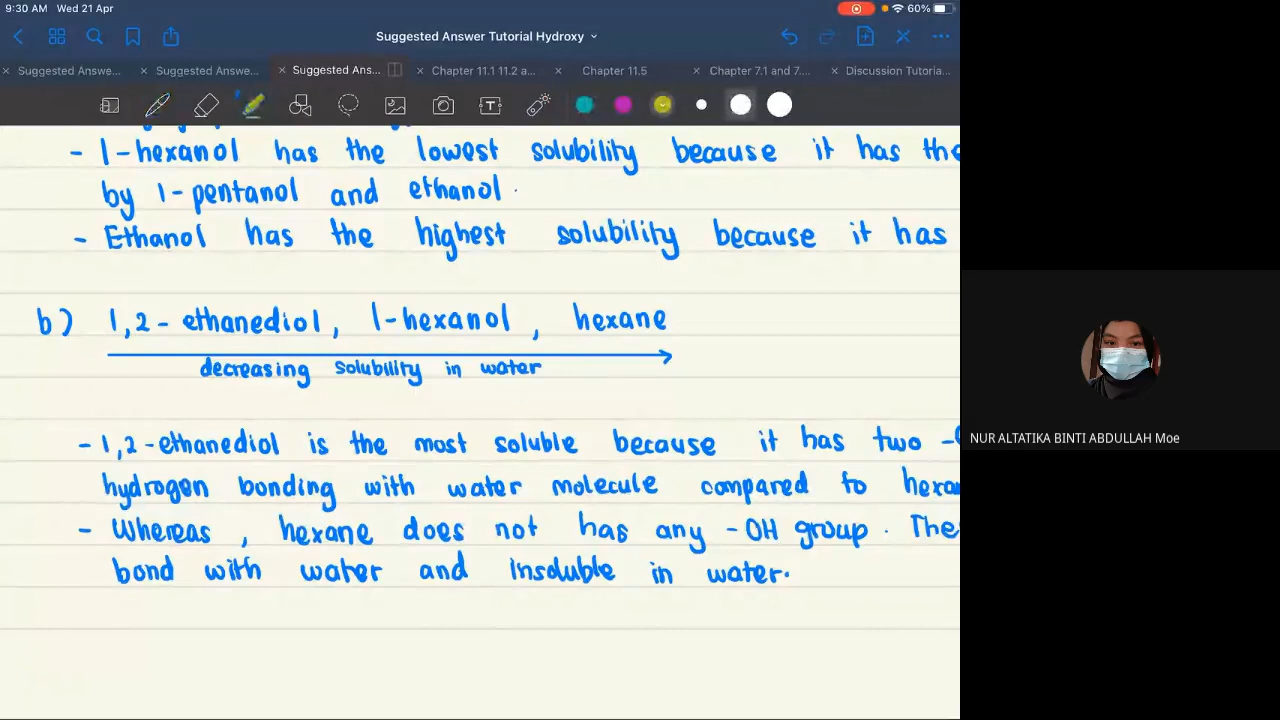 9:30 AM Wed 21 Apr 60%
Suggested Answer Tutorial Hydroxy
Suggested Answe... Suggested Answe... Suggested Ans... Chapter 11.1 11.2 a... Chapter 11.5 Chapter 7.1 and 7.... Discussion Tutoria...
- 1-hexanol has the lowest solubility because it has the
by 1-pentanol and ethanol.
- Ethanol has the highest solubility because it has
b) 1,2-ethanediol, 1-hexanol, hexane
decreasing solubility in water
- 1,2-ethanediol is the most soluble because it has two -
hydrogen bonding with water molecule compared to hexa
- Whereas, hexane does not has any -OH group. The
bond with water and insoluble in water.
NUR ALTATIKA BINTI ABDULLAH Moe